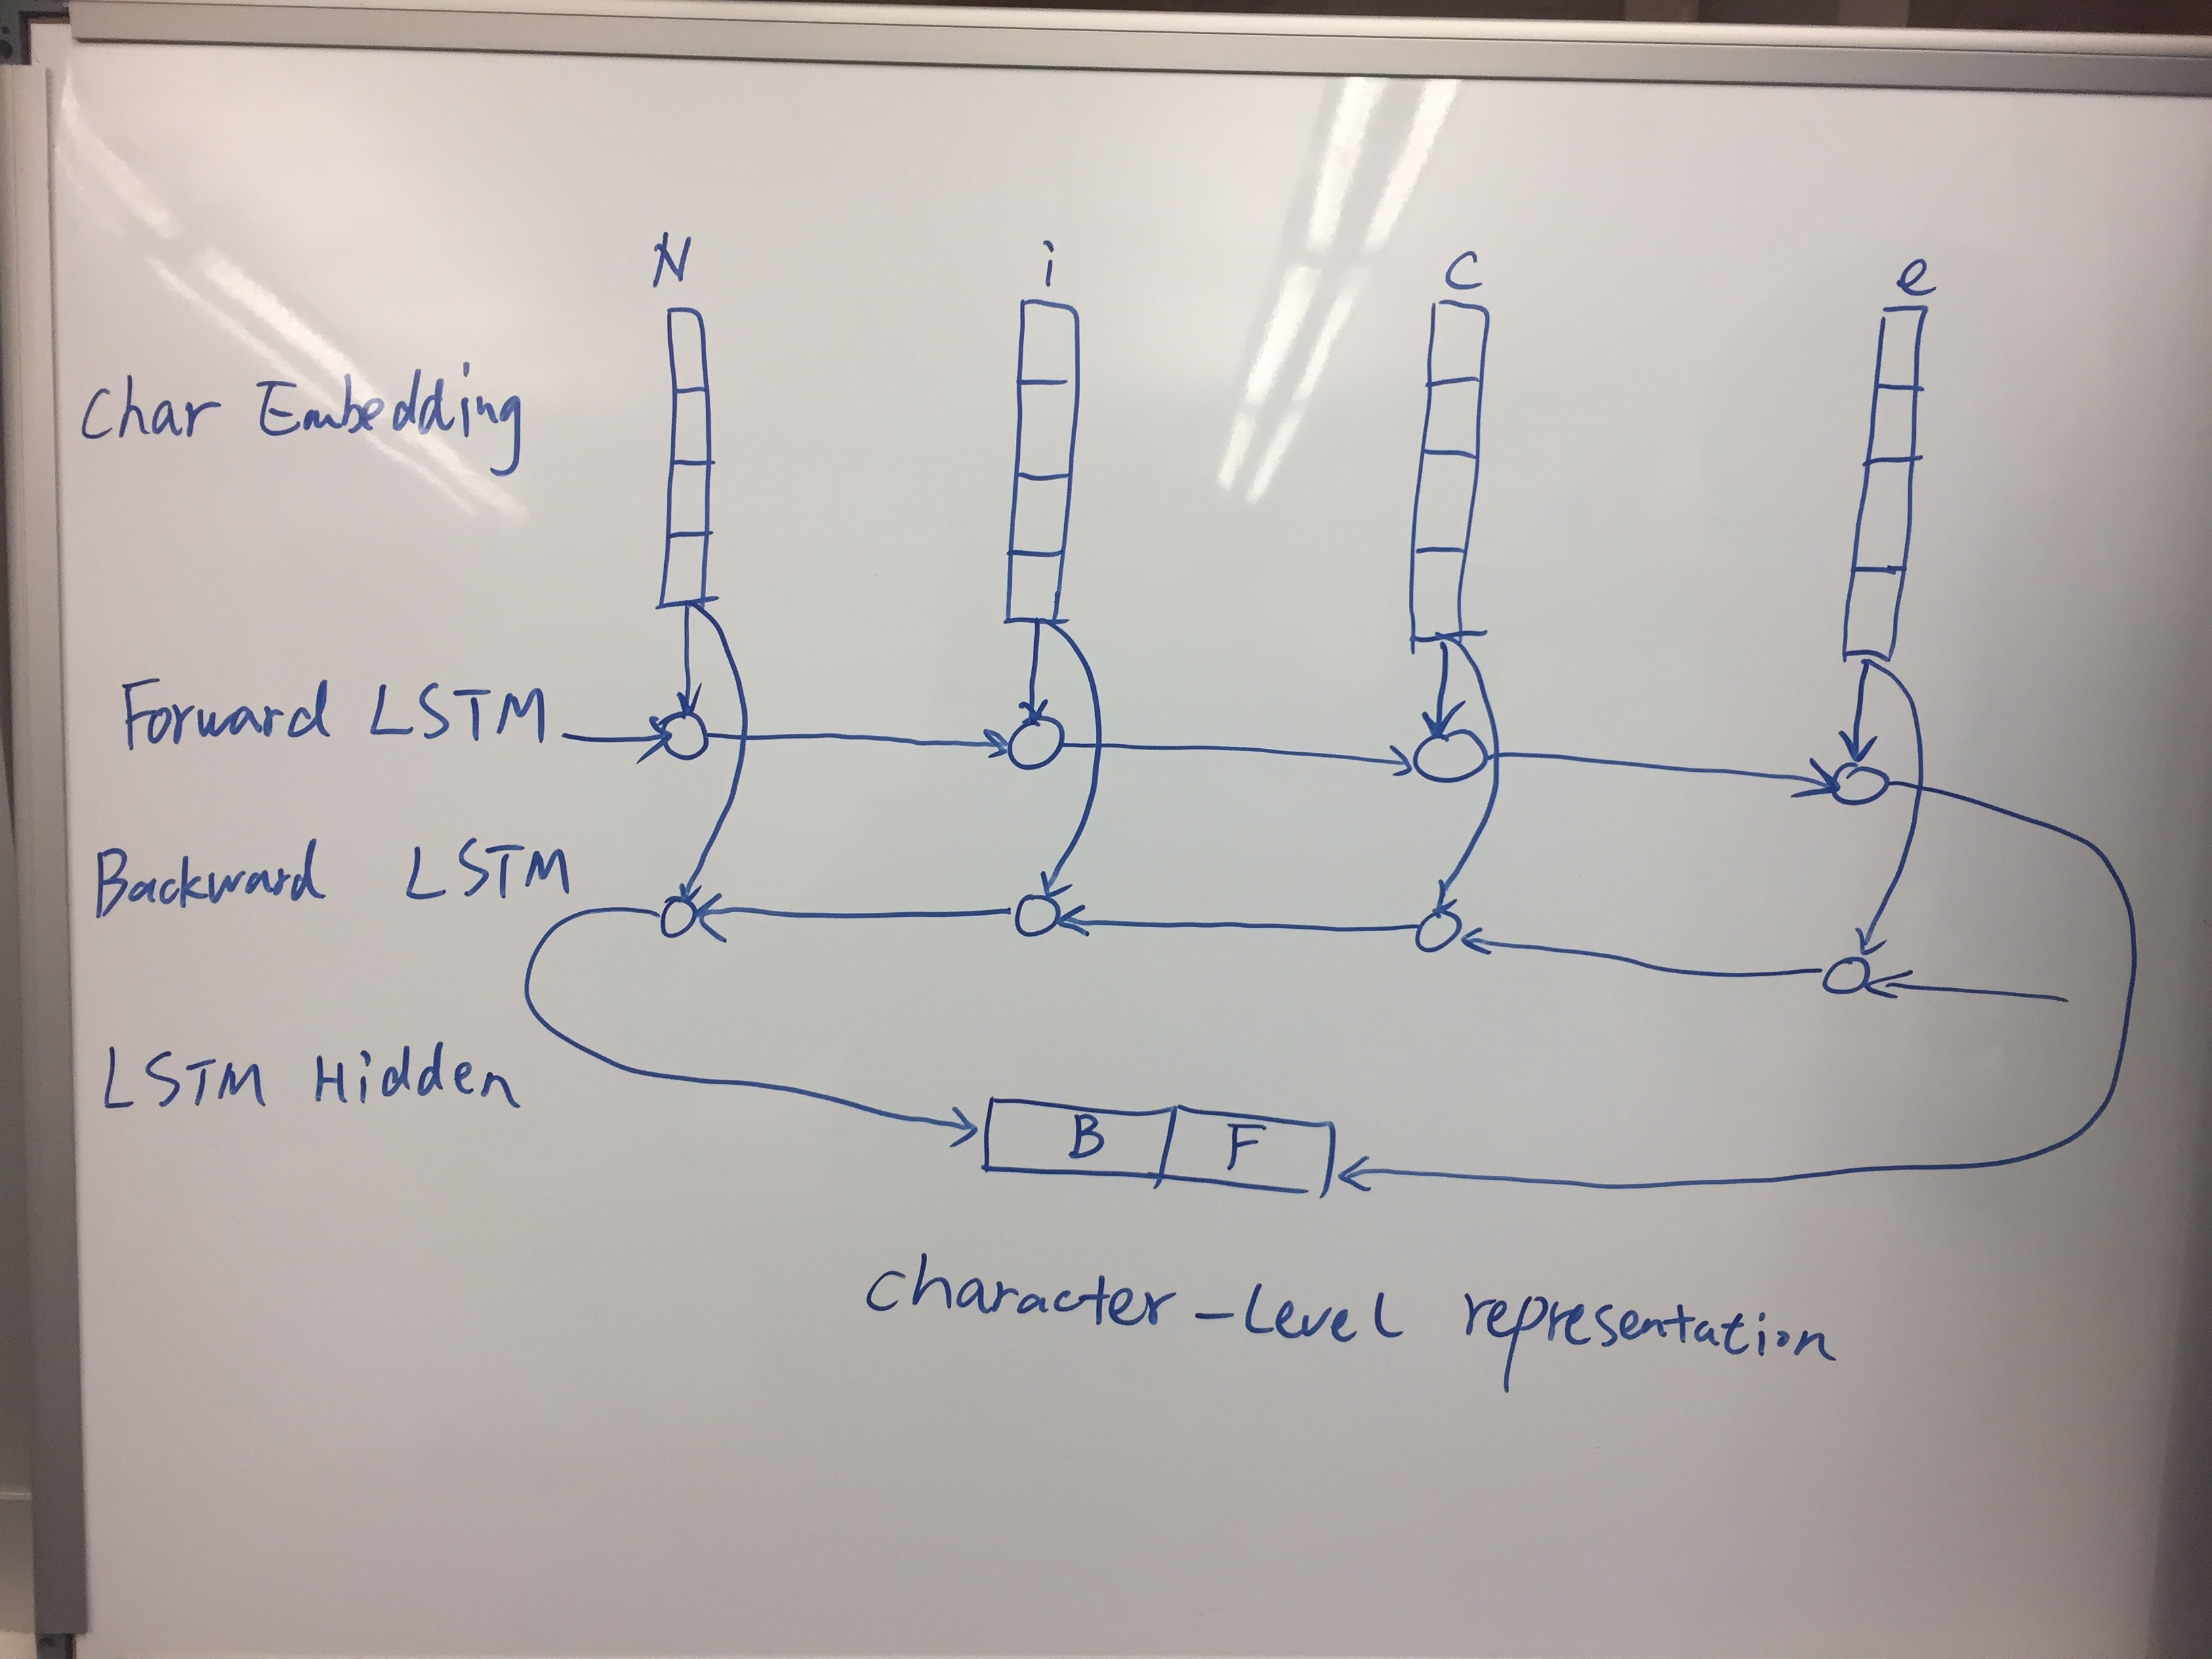 N i c e
Char Embedding
Forward LSTM
Backward LSTM
LSTM Hidden
B F
Character-Level representation